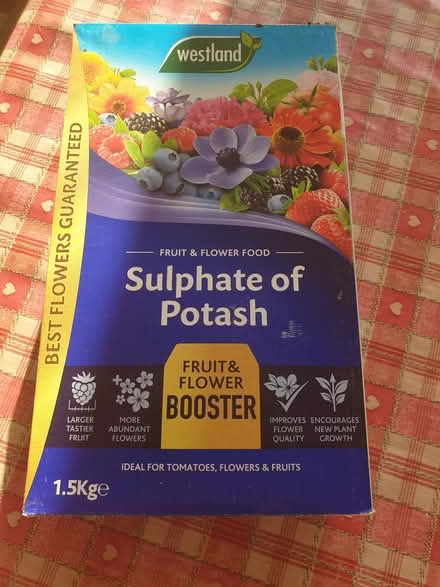 westland
BEST FLOWERS GUARANTEED
FRUIT & FLOWER FOOD
Sulphate of
Potash
FRUIT&
FLOWER
BOOSTER
LARGER
TASTIER
FRUIT
MORE
ABUNDANT
FLOWERS
IMPROVES
FLOWER
QUALITY
ENCOURAGES
NEW PLANT
GROWTH
IDEAL FOR TOMATOES, FLOWERS & FRUITS
1.5Kg℮